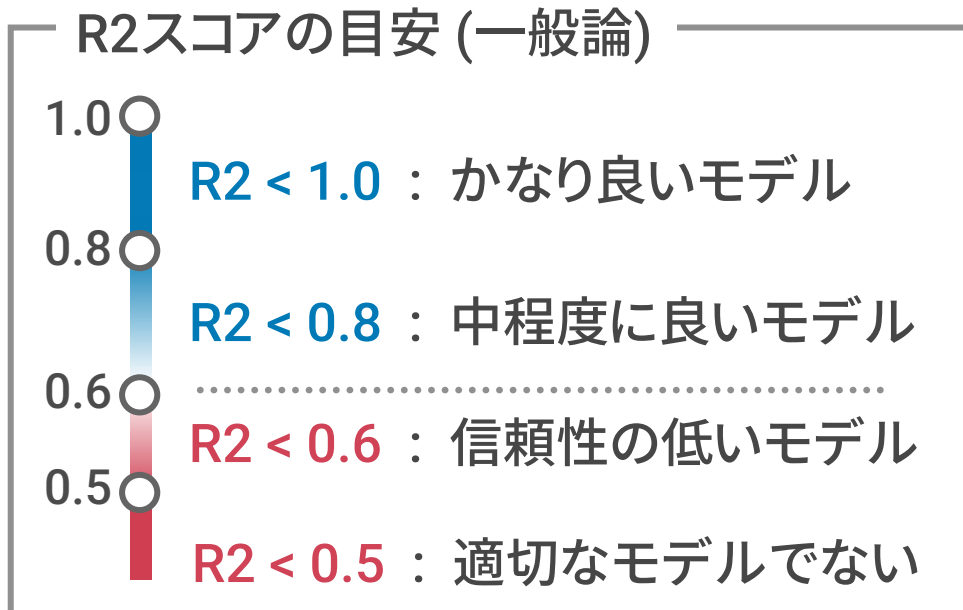 R2スコアの目安 (一般論)
1.0
R2 < 1.0 : かなり良いモデル
0.8
R2 < 0.8 : 中程度に良いモデル
0.6
R2 < 0.6 : 信頼性の低いモデル
0.5
R2 < 0.5 : 適切なモデルでない